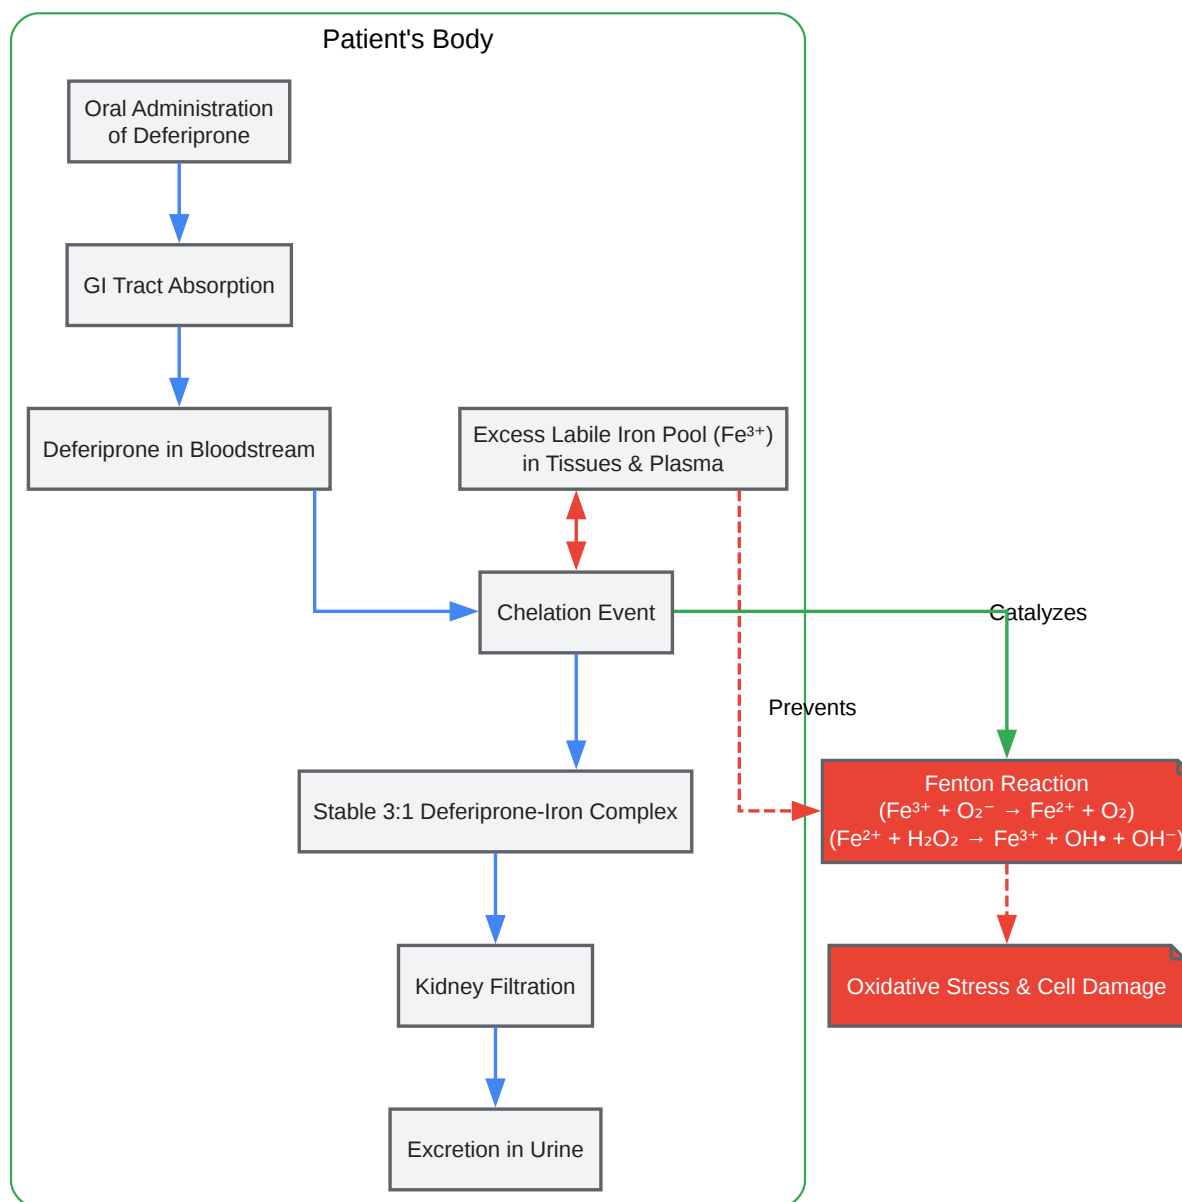 Patient's Body
Oral Administration
of Deferiprone
GI Tract Absorption
Deferiprone in Bloodstream
Excess Labile Iron Pool (Fe³⁺)
in Tissues & Plasma
Chelation Event
Catalyzes
Prevents
Stable 3:1 Deferiprone-Iron Complex
Fenton Reaction
(Fe³⁺ + O₂⁻ → Fe²⁺ + O₂)
(Fe²⁺ + H₂O₂ → Fe³⁺ + OH• + OH⁻)
Kidney Filtration
Oxidative Stress & Cell Damage
Excretion in Urine